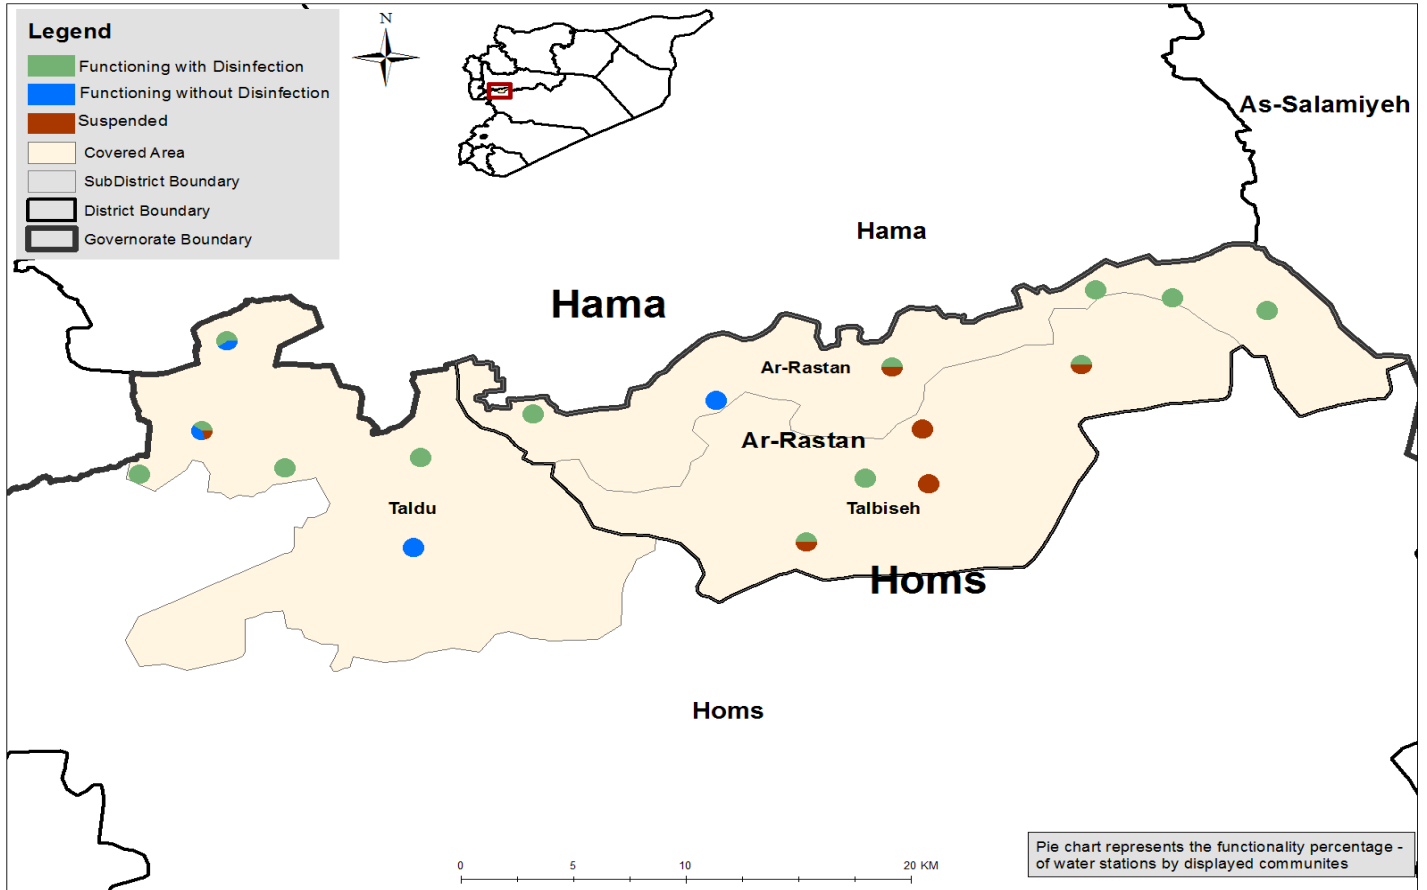 Legend
Functioning with Disinfection
Functioning without Disinfection
Suspended
Covered Area
SubDistrict Boundary
District Boundary
Governorate Boundary
N
As-Salamiyeh
Hama
Hama
Ar-Rastan
Ar-Rastan
Taldu
Talbiseh
Homs
Homs
0 5 10 20 KM
Pie chart represents the functionality percentage -
of water stations by displayed communites